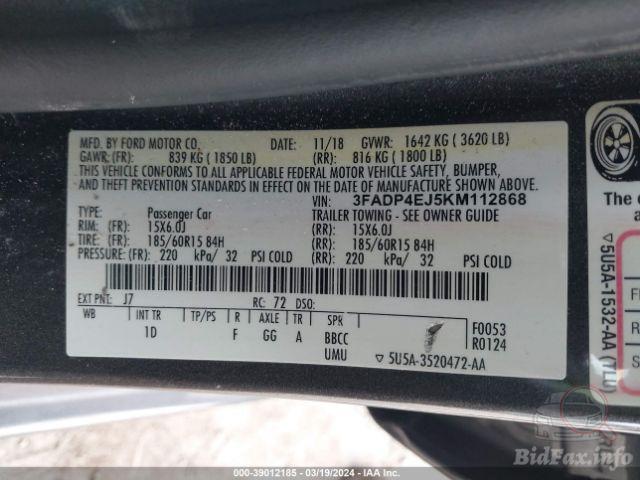 MFD. BY FORD MOTOR CO. DATE: 11/18 GVWR: 1642 KG ( 3620 LB)
GAWR: (FR): 839 KG ( 1850 LB) (RR): 816 KG ( 1800 LB)
THIS VEHICLE CONFORMS TO ALL APPLICABLE FEDERAL MOTOR VEHICLE SAFETY, BUMPER,
AND THEFT PREVENTION STANDARDS IN EFFECT ON THE DATE OF MANUFACTURE SHOWN ABOVE.
VIN: 3FADP4EJ5KM112868
TYPE: Passenger Car TRAILER TOWING - SEE OWNER GUIDE
RIM: (FR): 15X6.0J (RR): 15X6.0J
TIRE: (FR): 185/60R15 84H (RR): 185/60R15 84H
PRESSURE: (FR): 220 kPa/ 32 PSI COLD (RR): 220 kPa/ 32 PSI COLD
EXT PNT: J7 RC: 72 DSO:
WB INT TR TP/PS R AXLE TR SPR
1D F GG A BBCC
UMU
F0053
R0124
5U5A-3520472-AA
The c
a
5U5A-1532-AA (TLU)
F
R
S
BidFax.info
000-39012185 - 03/19/2024 - IAA Inc.